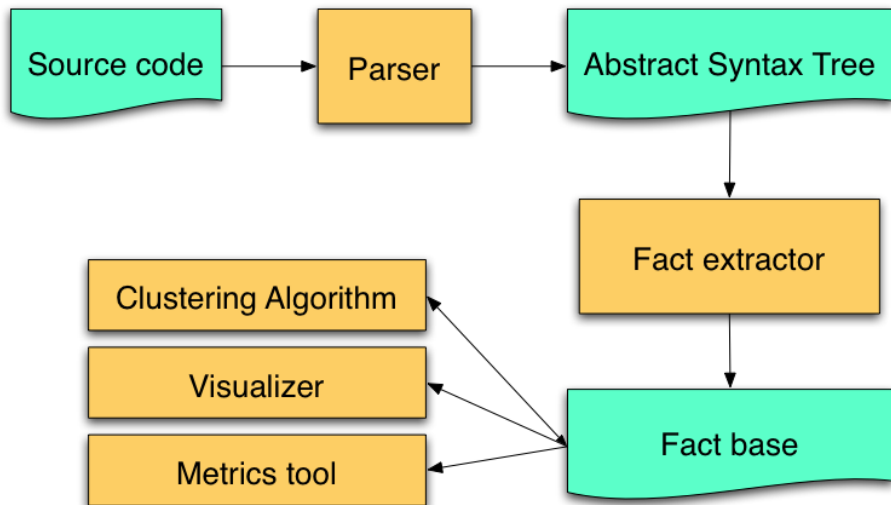 Source code
Parser
Abstract Syntax Tree
Fact extractor
Clustering Algorithm
Visualizer
Fact base
Metrics tool